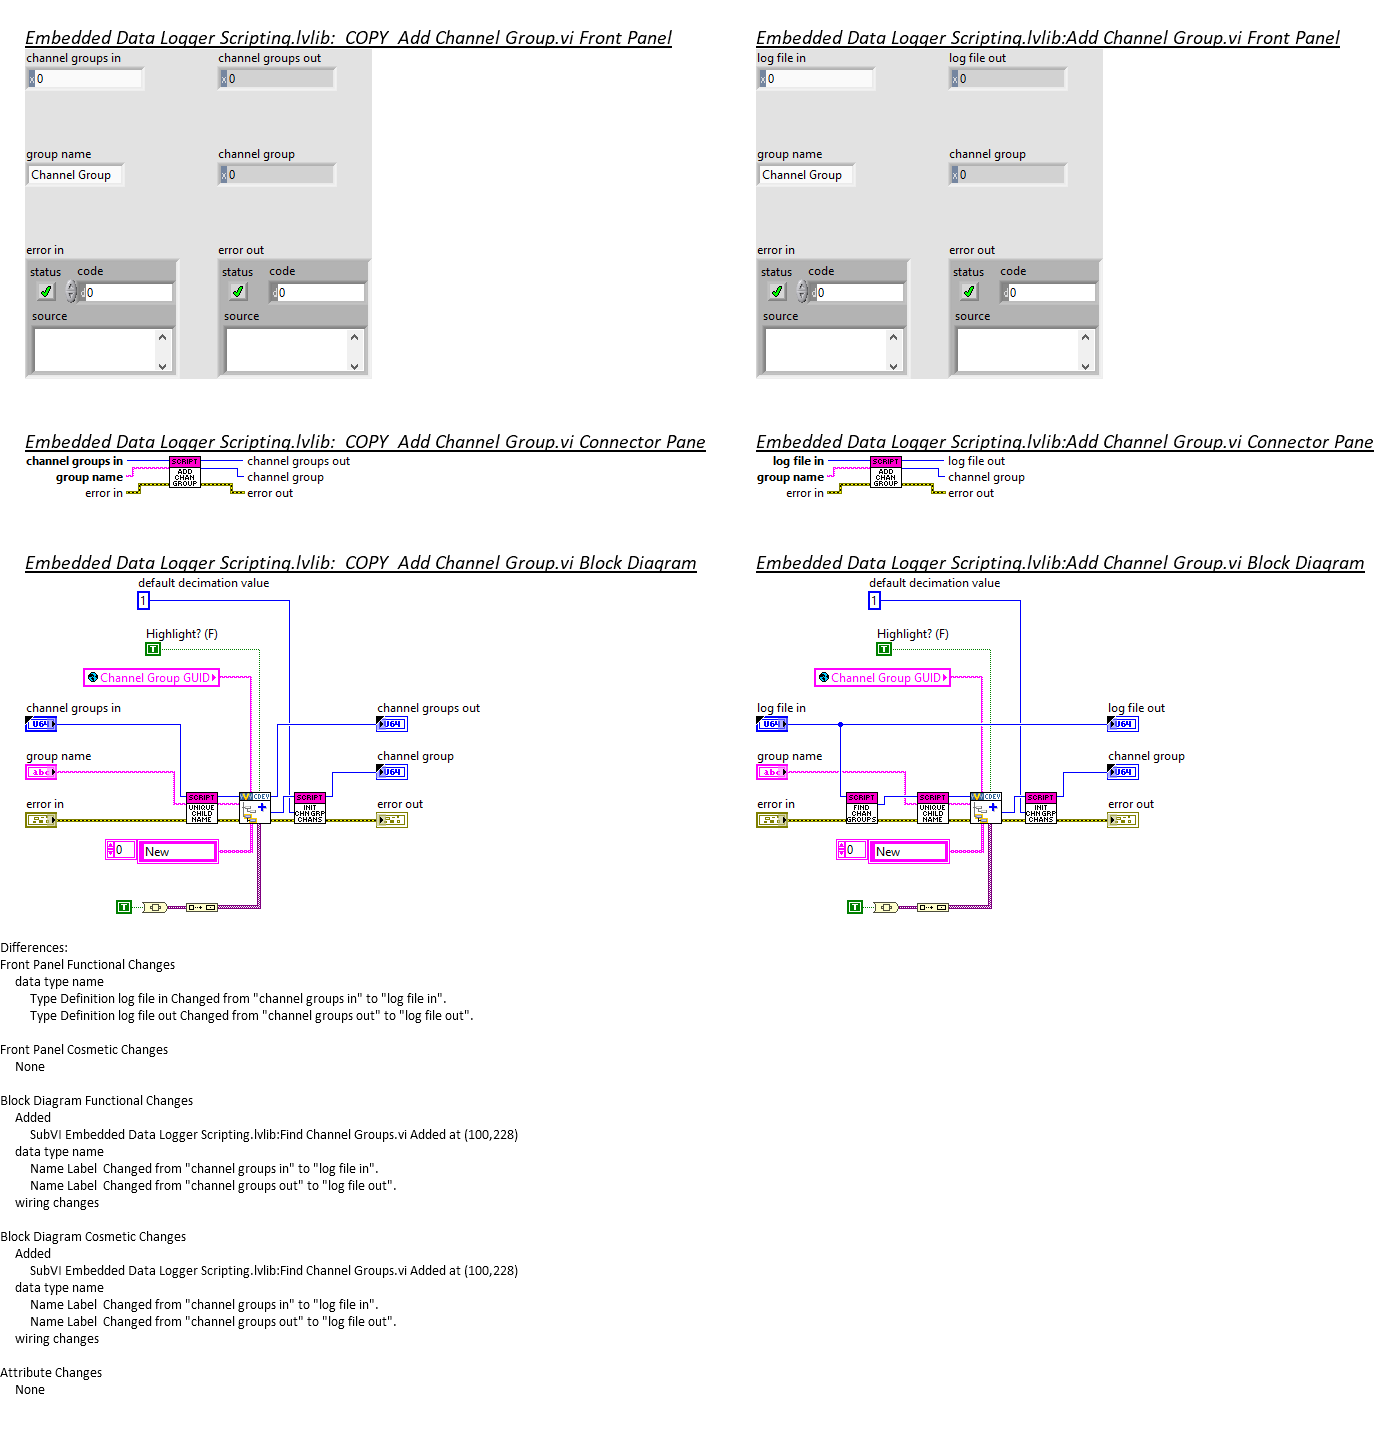 Embedded Data Logger Scripting.lvlib:  COPY  Add Channel Group.vi Front Panel
channel groups in
channel groups out
x 0
x 0
group name
channel group
Channel Group
x 0
error in
error out
status
code
status
code
d 0
d 0
source
source
Embedded Data Logger Scripting.lvlib:Add Channel Group.vi Front Panel
log file in
log file out
x 0
x 0
group name
channel group
Channel Group
x 0
error in
error out
status
code
status
code
d 0
d 0
source
source
Embedded Data Logger Scripting.lvlib:  COPY  Add Channel Group.vi Connector Pane
channel groups in
SCRIPT
channel groups out
group name
ADD
CHAN
GROUP
channel group
error in
error out
Embedded Data Logger Scripting.lvlib:Add Channel Group.vi Connector Pane
log file in
SCRIPT
log file out
group name
ADD
CHAN
GROUP
channel group
error in
error out
Embedded Data Logger Scripting.lvlib:  COPY  Add Channel Group.vi Block Diagram
default decimation value
1
Highlight? (F)
T
Channel Group GUID
channel groups in
channel groups out
U64
U64
group name
channel group
abc
U64
error in
error out
SCRIPT
UNIQUE
CHILD
NAME
CDEV
SCRIPT
INIT
CHNGRP
CHANS
0
New
T
Embedded Data Logger Scripting.lvlib:Add Channel Group.vi Block Diagram
default decimation value
1
Highlight? (F)
T
Channel Group GUID
log file in
log file out
U64
U64
group name
channel group
abc
U64
error in
error out
SCRIPT
FIND
CHAN
GROUPS
SCRIPT
UNIQUE
CHILD
NAME
CDEV
SCRIPT
INIT
CHNGRP
CHANS
0
New
T
Differences:
Front Panel Functional Changes
data type name
Type Definition log file in Changed from "channel groups in" to "log file in".
Type Definition log file out Changed from "channel groups out" to "log file out".
Front Panel Cosmetic Changes
None
Block Diagram Functional Changes
Added
SubVI Embedded Data Logger Scripting.lvlib:Find Channel Groups.vi Added at (100,228)
data type name
Name Label  Changed from "channel groups in" to "log file in".
Name Label  Changed from "channel groups out" to "log file out".
wiring changes
Block Diagram Cosmetic Changes
Added
SubVI Embedded Data Logger Scripting.lvlib:Find Channel Groups.vi Added at (100,228)
data type name
Name Label  Changed from "channel groups in" to "log file in".
Name Label  Changed from "channel groups out" to "log file out".
wiring changes
Attribute Changes
None